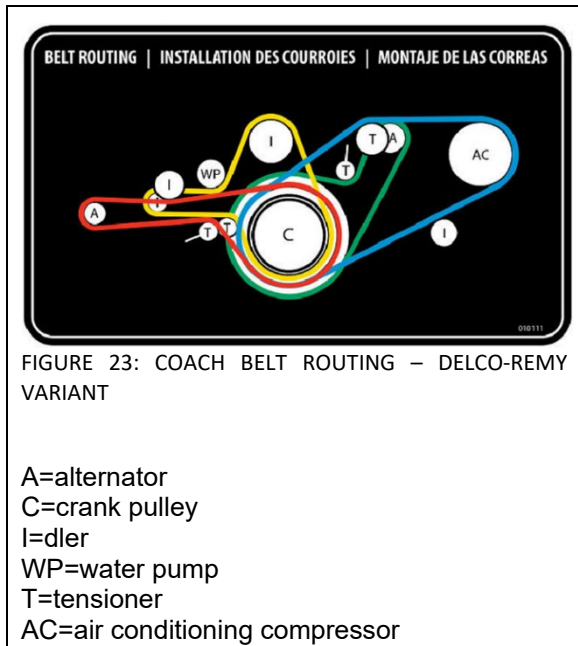 BELT ROUTING | INSTALLATION DES COURROIES | MONTAJE DE LAS CORREAS
I
T
A
AC
WP
T
I
T
A
T
T
C
I
010111
FIGURE 23: COACH BELT ROUTING – DELCO-REMY
VARIANT
A=alternator
C=crank pulley
I=dler
WP=water pump
T=tensioner
AC=air conditioning compressor